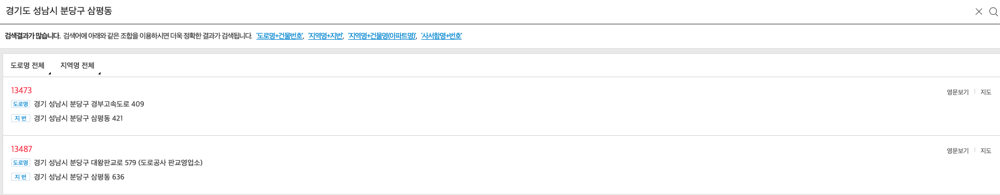 경기도 성남시 분당구 삼평동
검색결과가 많습니다. 검색어에 아래와 같은 조합을 이용하시면 더욱 정확한 결과가 검색됩니다. '도로명+건물번호', '지역명+지번', '지역명+건물명(아파트명)', '사서함명+번호'
도로명 전체 지역명 전체
13473 영문보기 지도
도로명 경기 성남시 분당구 경부고속도로 409
지 번 경기 성남시 분당구 삼평동 421
13487 영문보기 지도
도로명 경기 성남시 분당구 대왕판교로 579 (도로공사 판교영업소)
지 번 경기 성남시 분당구 삼평동 636